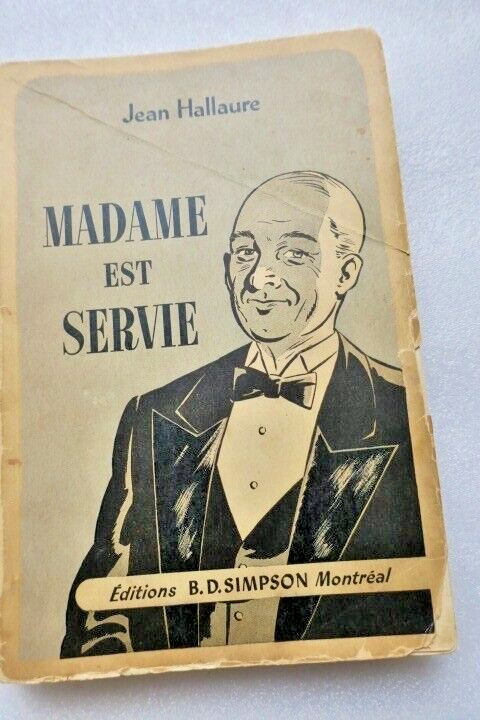 Jean Hallaure
MADAME
EST
SERVIE
Éditions B.D. SIMPSON Montréal